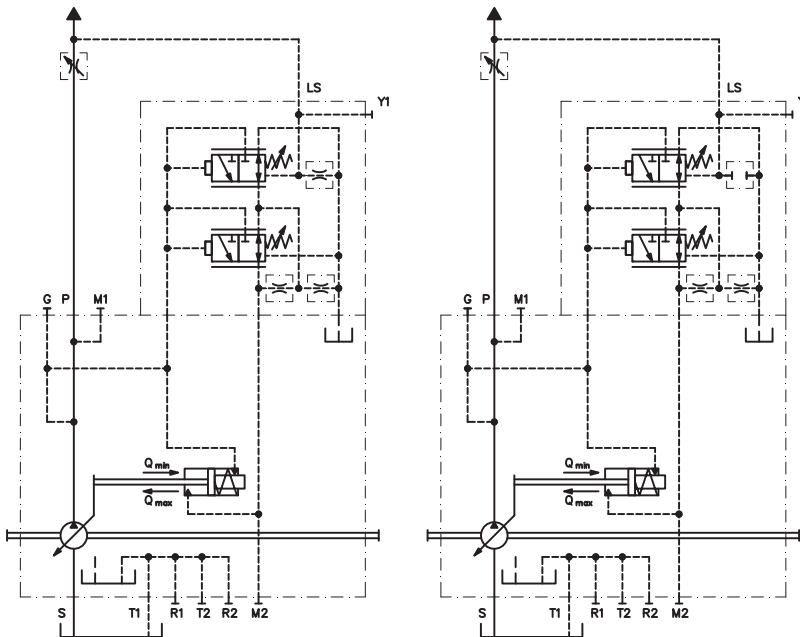 LS
Y1
G P M1
Q min
Q max
S T1 R1 T2 R2 M2
LS
Y
G P M1
Q min
Q max
S T1 R1 T2 R2 M2